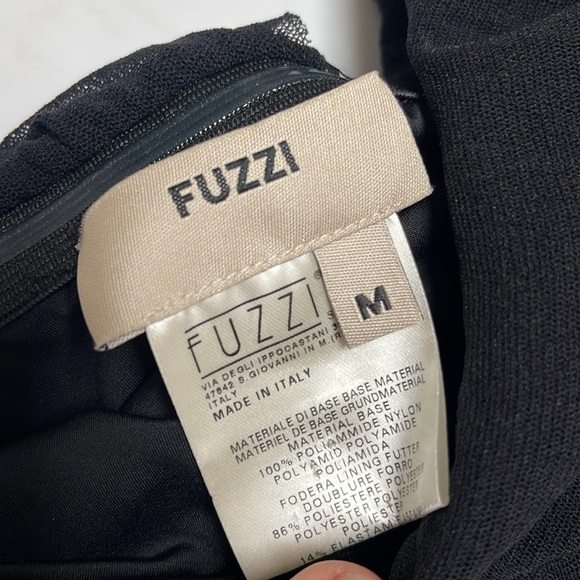 FUZZI
M
FUZZI
VIA DEGLI IPPOCASTANI
47842 S. GIOVANNI IN M.
ITALY
MADE IN ITALY
MATERIALE DI BASE BASE MATERIAL
MATERIEL DE BASE GRUNDMATERIAL
MATERIAL BASE
100% POLIAMMIDE NYLON
POLYAMID POLYAMIDE
POLIAMIDA
FODERA LINING FUTTER
DOUBLURE FORRO
86% POLIESTERE POLYESTER
POLYESTER POLYESTER
14% ELASTAM